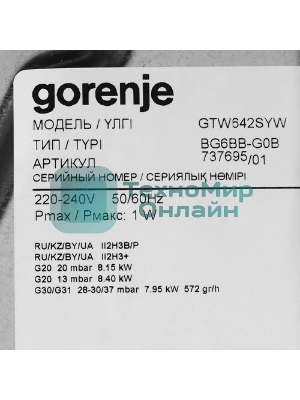 gorenje
МОДЕЛЬ / ҮЛГІ GTW642SYW
ТИП / ТҮРІ BG6BB-G0B
АРТИКУЛ 737695/01
СЕРИЙНЫЙ НОМЕР / СЕРИЯЛЫҚ НӨМІРІ
220-240V 50/60Hz
Pmax / Рмакс: 1 W
ТехноМир
Онлайн
RU/KZ/BY/UA II2H3B/P
RU/KZ/BY/UA II2H3+
G20 20 mbar 8.15 kW
G20 13 mbar 8.40 kW
G30/G31 28-30/37 mbar 7.95 kW 572 gr/h